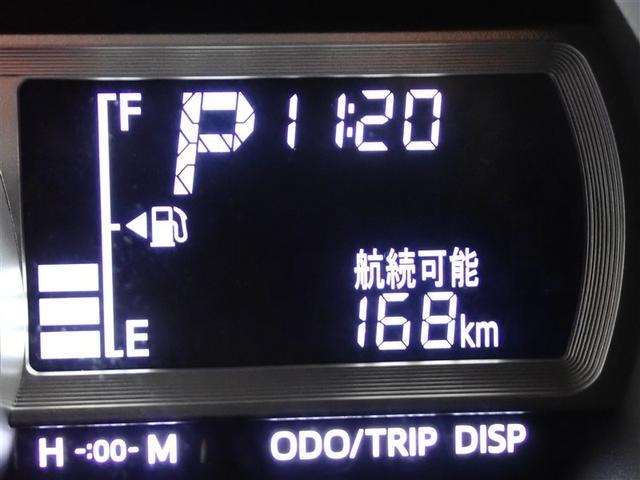 F P 11:20
航続可能
168km
E
H -:00- M ODO/TRIP DISP